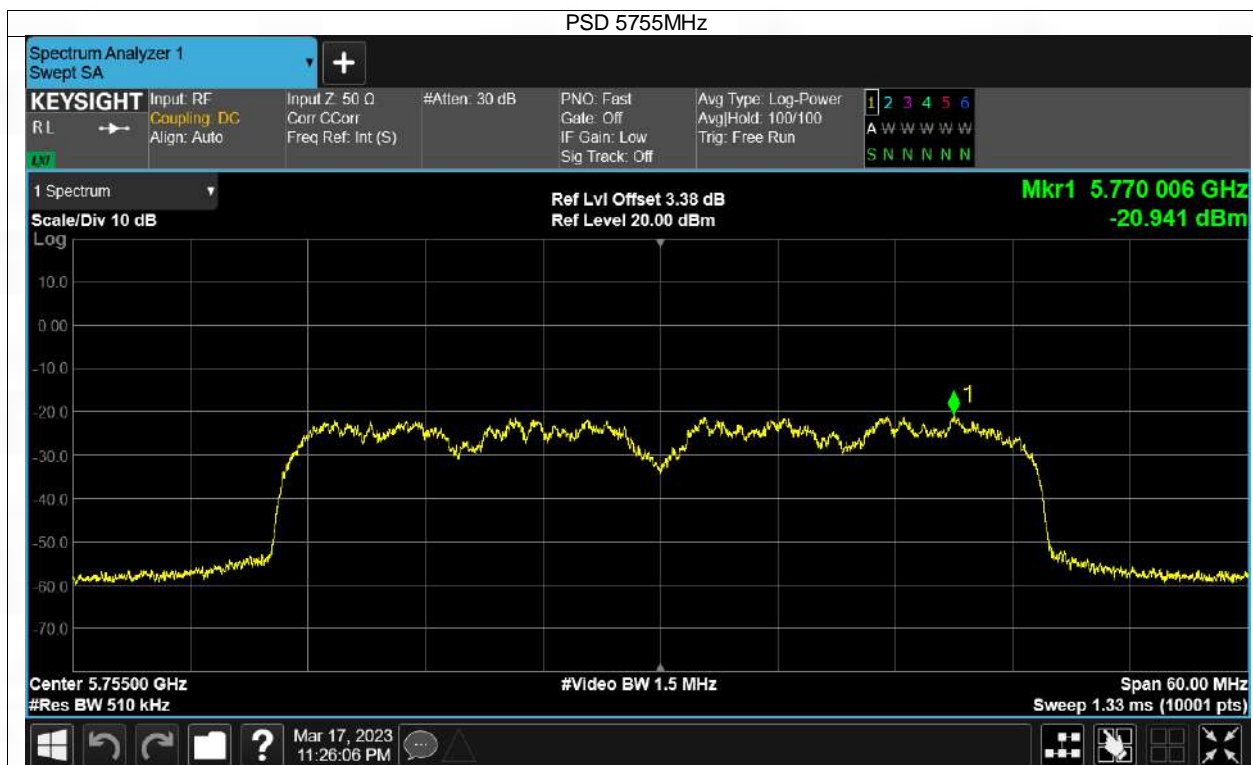 PSD 5755MHz
Spectrum Analyzer 1
Swept SA
KEYSIGHT
RL
LXI
Input: RF
Coupling: DC
Align: Auto
Input Z: 50 Ω
Corr CCorr
Freq Ref: Int (S)
#Atten: 30 dB
PNO: Fast
Gate: Off
IF Gain: Low
Sig Track: Off
Avg Type: Log-Power
Avg|Hold: 100/100
Trig: Free Run
1 2 3 4 5 6
A W W W W W
S N N N N N
1 Spectrum
Scale/Div 10 dB
Log
Ref Lvl Offset 3.38 dB
Ref Level 20.00 dBm
Mkr1 5.770 006 GHz
-20.941 dBm
10.0
0.00
-10.0
-20.0
-30.0
-40.0
-50.0
-60.0
-70.0
1
Center 5.75500 GHz
#Res BW 510 kHz
#Video BW 1.5 MHz
Span 60.00 MHz
Sweep 1.33 ms (10001 pts)
?
Mar 17, 2023
11:26:06 PM